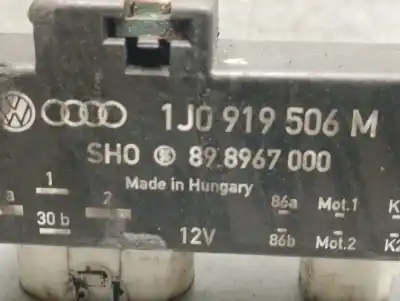 1J0 919 506 M
SHO 89 8967 000
Made in Hungary
a 1 2 86a Mot.1 K
30 b 12V 86b Mot.2 K2